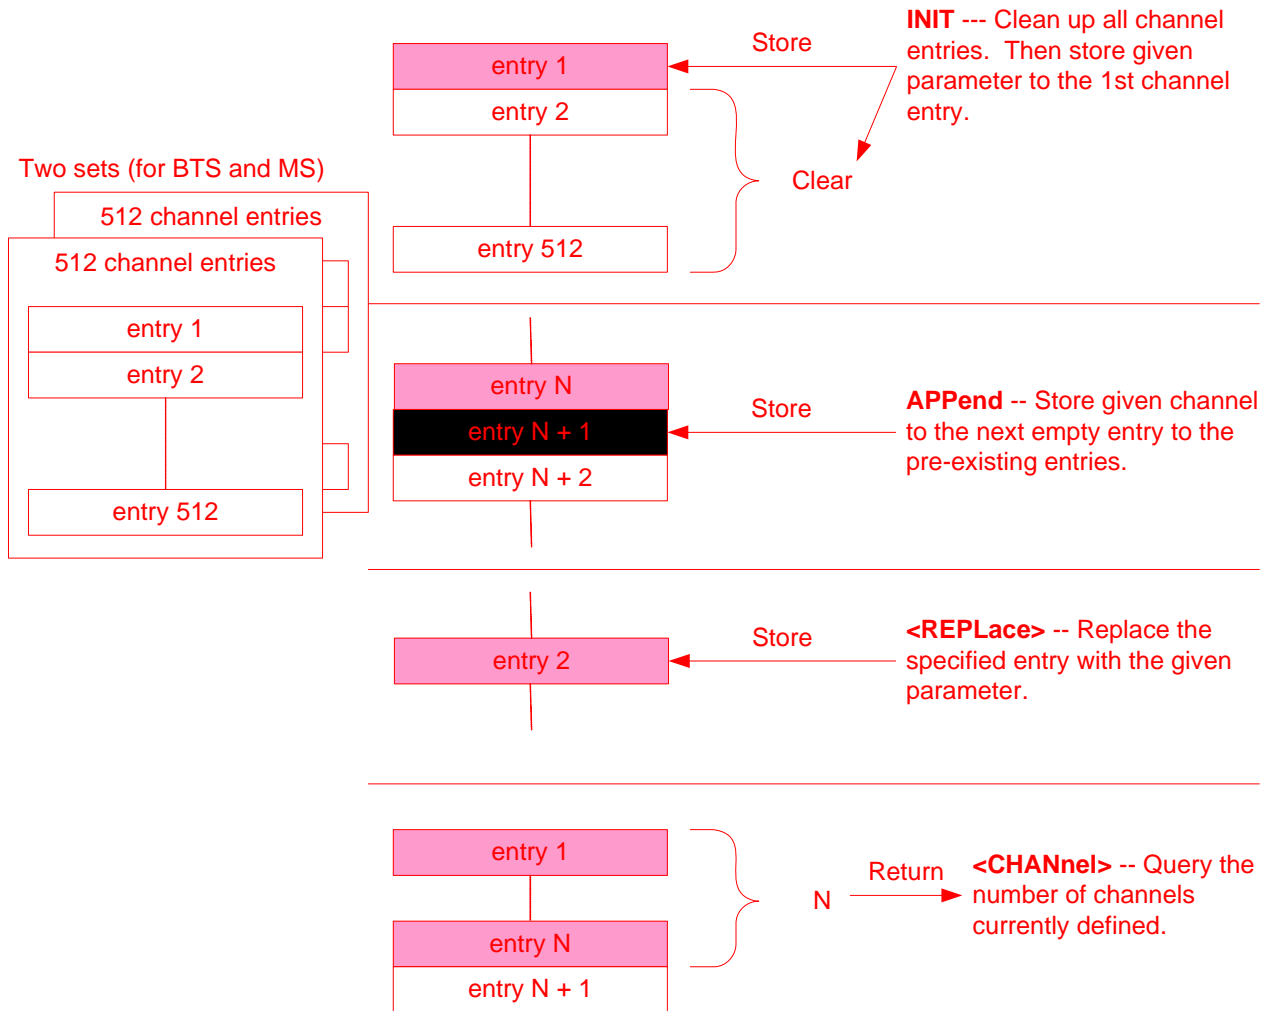 Two sets (for BTS and MS)
512 channel entries
512 channel entries
entry 1
entry 2
entry 512
entry 1
entry 2
entry 512
Store
Clear
INIT --- Clean up all channel
entries. Then store given
parameter to the 1st channel
entry.
entry N
entry N + 1
entry N + 2
Store
APPend -- Store given channel
to the next empty entry to the
pre-existing entries.
entry 2
Store
<REPLace> -- Replace the
specified entry with the given
parameter.
entry 1
entry N
entry N + 1
N
Return
<CHANnel> -- Query the
number of channels
currently defined.